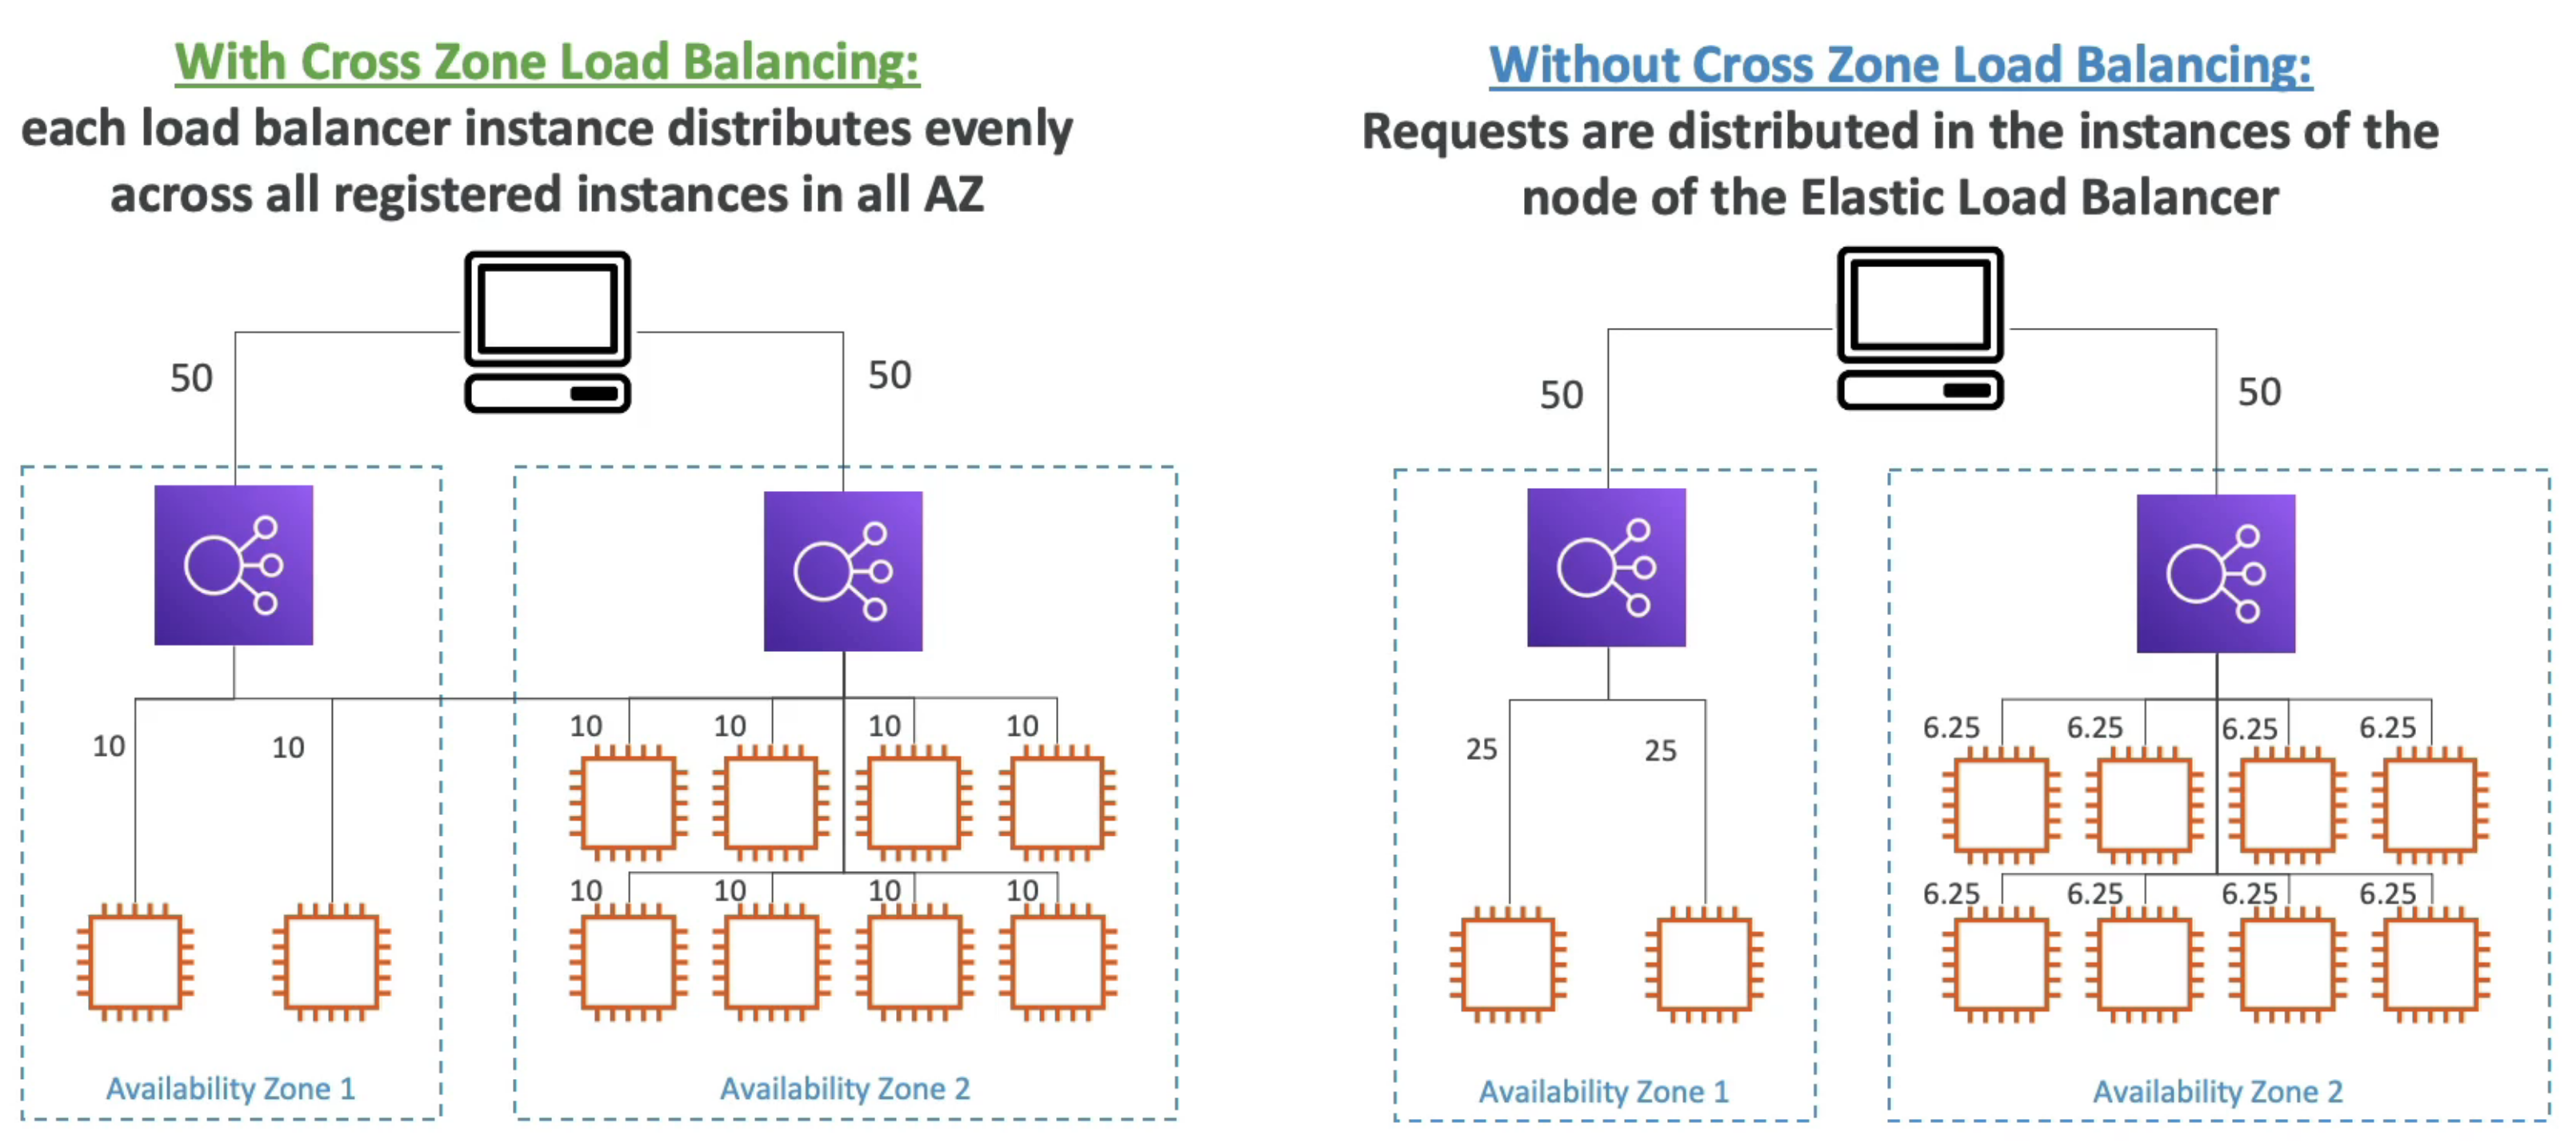 With Cross Zone Load Balancing:
each load balancer instance distributes evenly
across all registered instances in all AZ
50
50
10
10
10
10
10
10
10
10
10
10
Availability Zone 1
Availability Zone 2
Without Cross Zone Load Balancing:
Requests are distributed in the instances of the
node of the Elastic Load Balancer
50
50
25
25
6.25
6.25
6.25
6.25
6.25
6.25
6.25
6.25
Availability Zone 1
Availability Zone 2